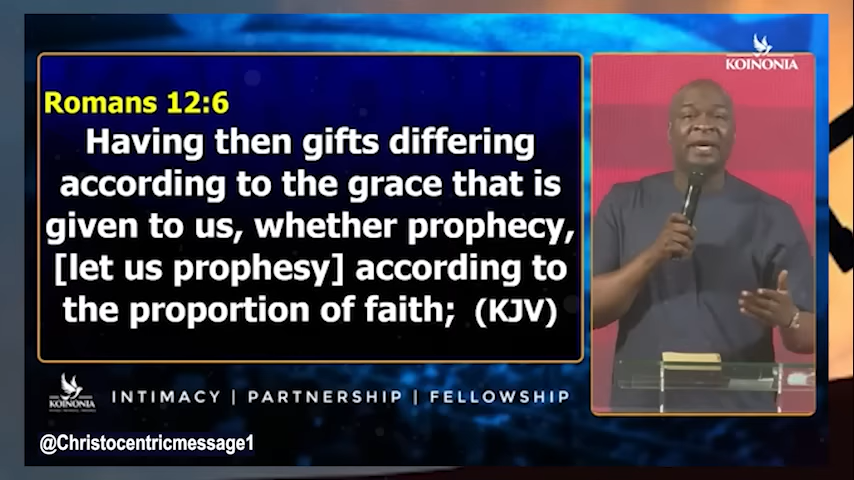 KOINONIA
Romans 12:6
Having then gifts differing
according to the grace that is
given to us, whether prophecy,
[let us prophesy] according to
the proportion of faith; (KJV)
KOINONIA
INTIMACY | PARTNERSHIP | FELLOWSHIP
@Christocentricmessage1